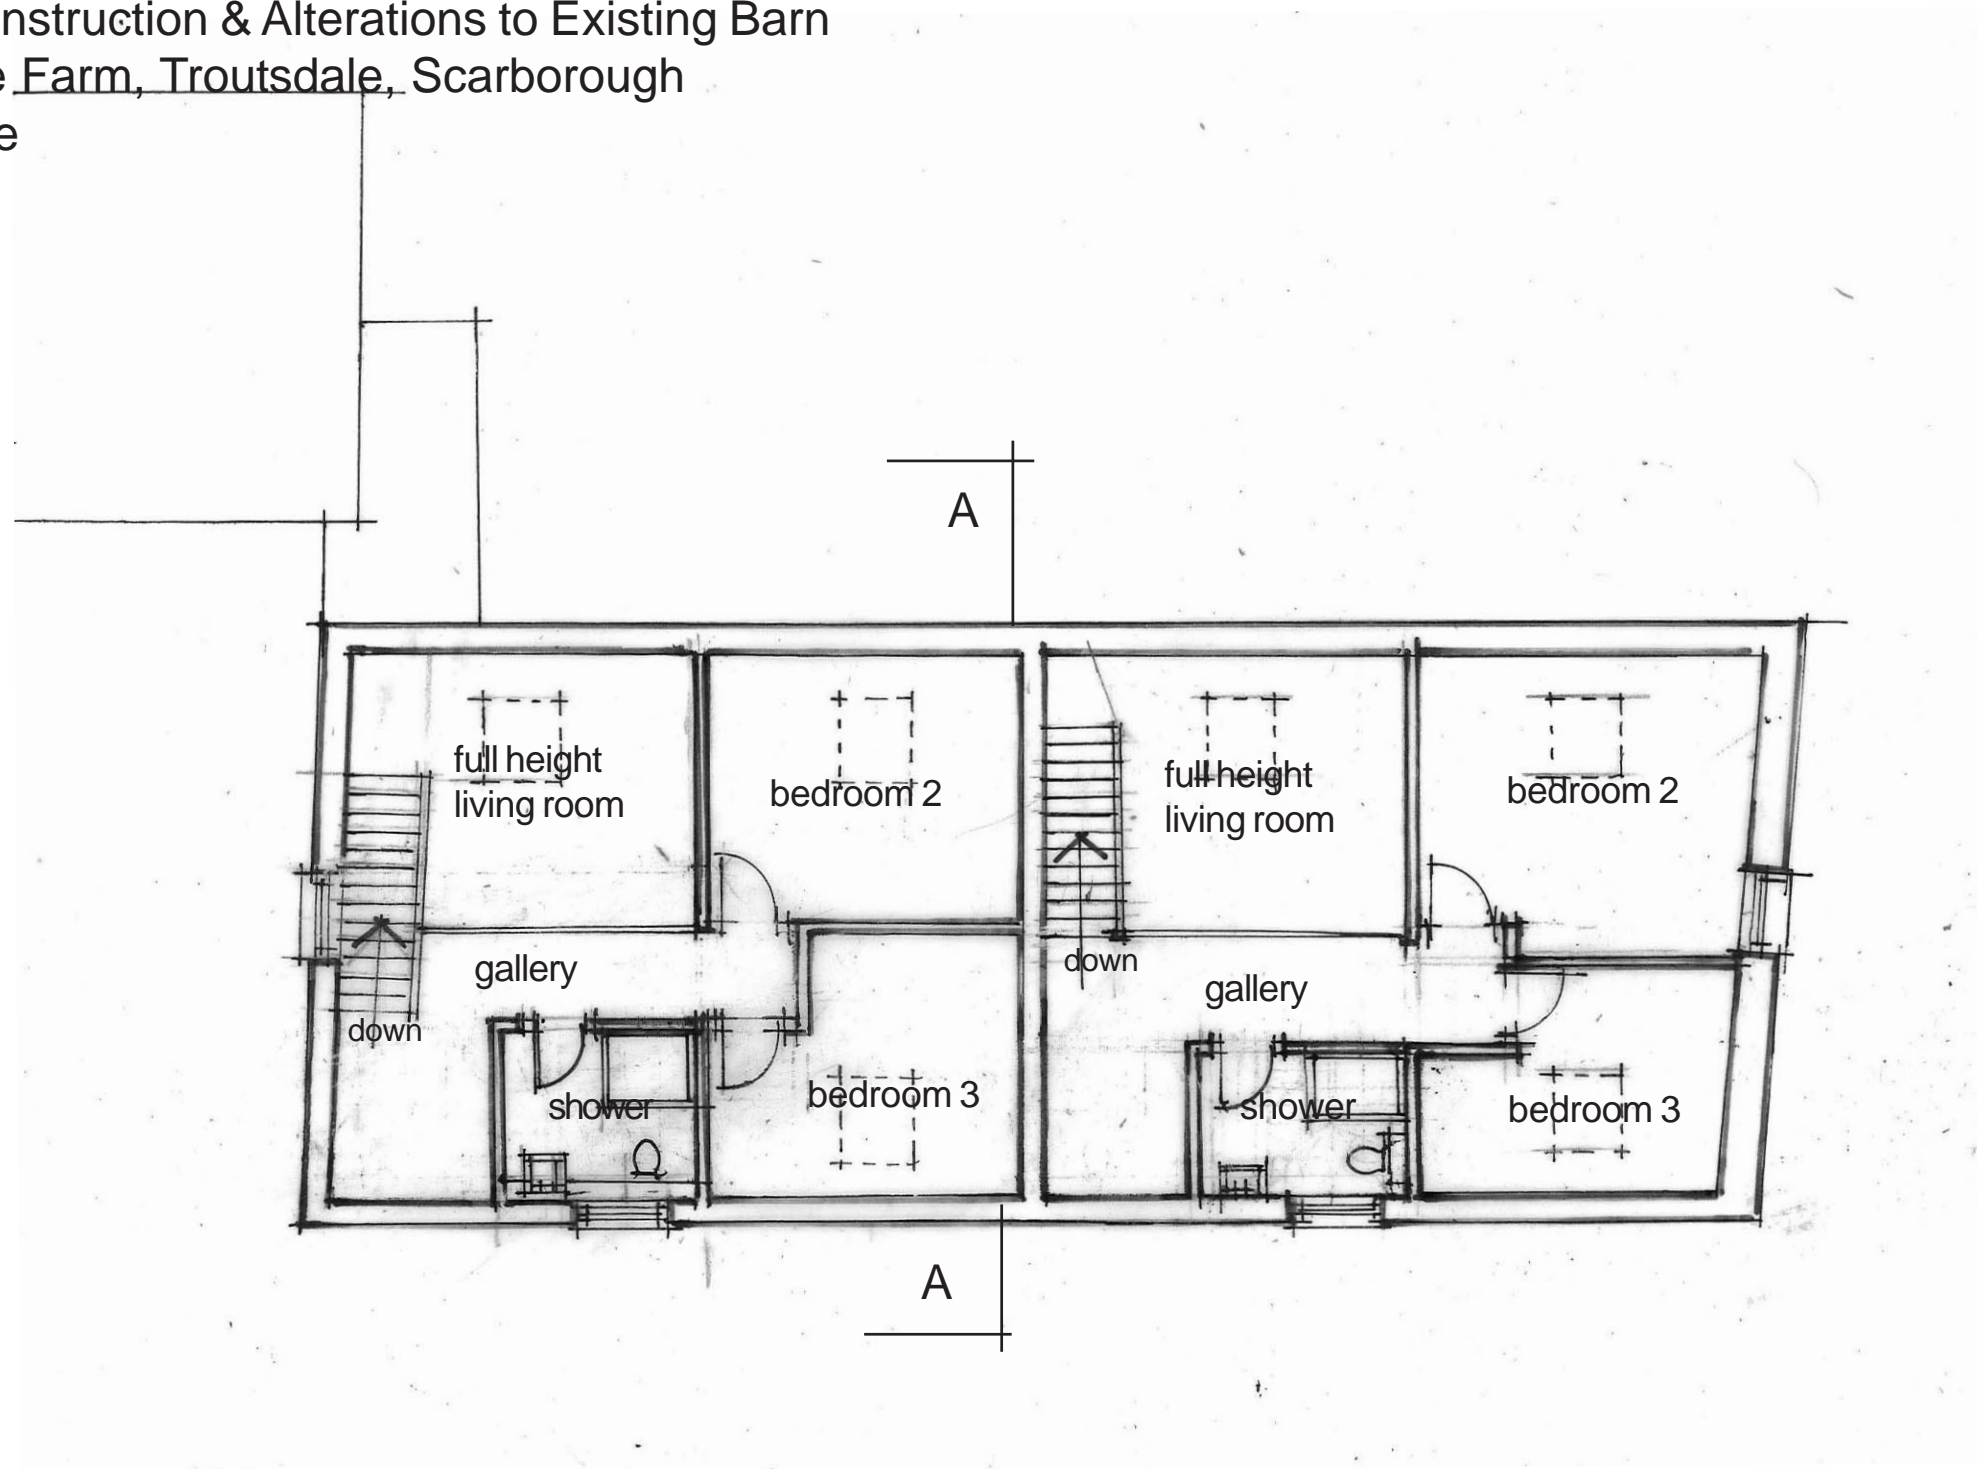 nstruction & Alterations to Existing Barn
e Farm, Troutsdale, Scarborough
e
A
full height
living room
bedroom 2
full height
living room
bedroom 2
gallery
down
down
gallery
shower
bedroom 3
shower
bedroom 3
A